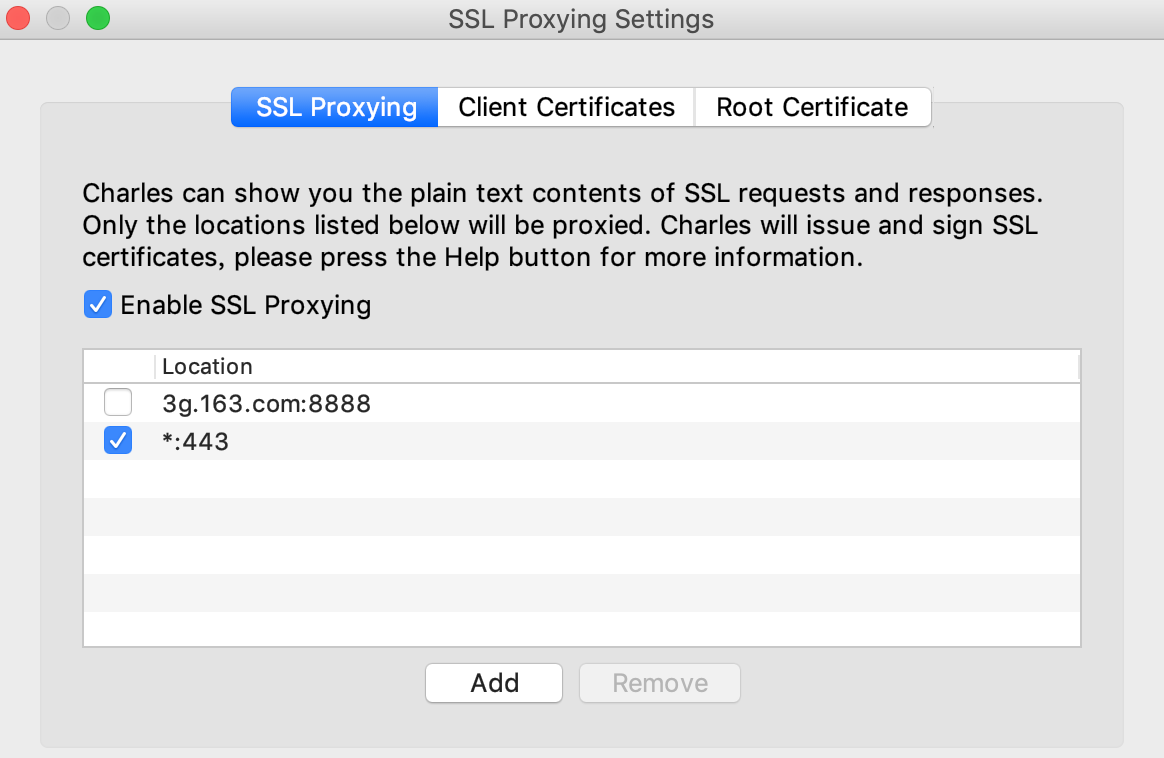 SSL Proxying Settings
SSL Proxying
Client Certificates
Root Certificate
Charles can show you the plain text contents of SSL requests and responses.
Only the locations listed below will be proxied. Charles will issue and sign SSL
certificates, please press the Help button for more information.
Enable SSL Proxying
Location
3g.163.com:8888
*:443
Add
Remove